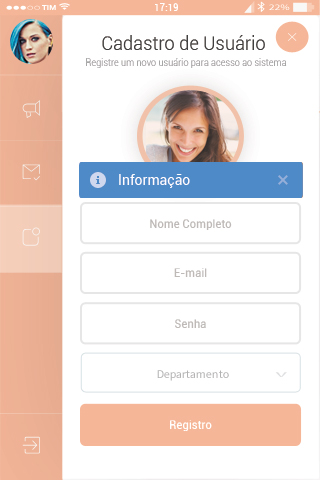 TIM 17:19 22%
Cadastro de Usuário
Registre um novo usuário para acesso ao sistema
Informação
Nome Completo
E-mail
Senha
Departamento
Registro